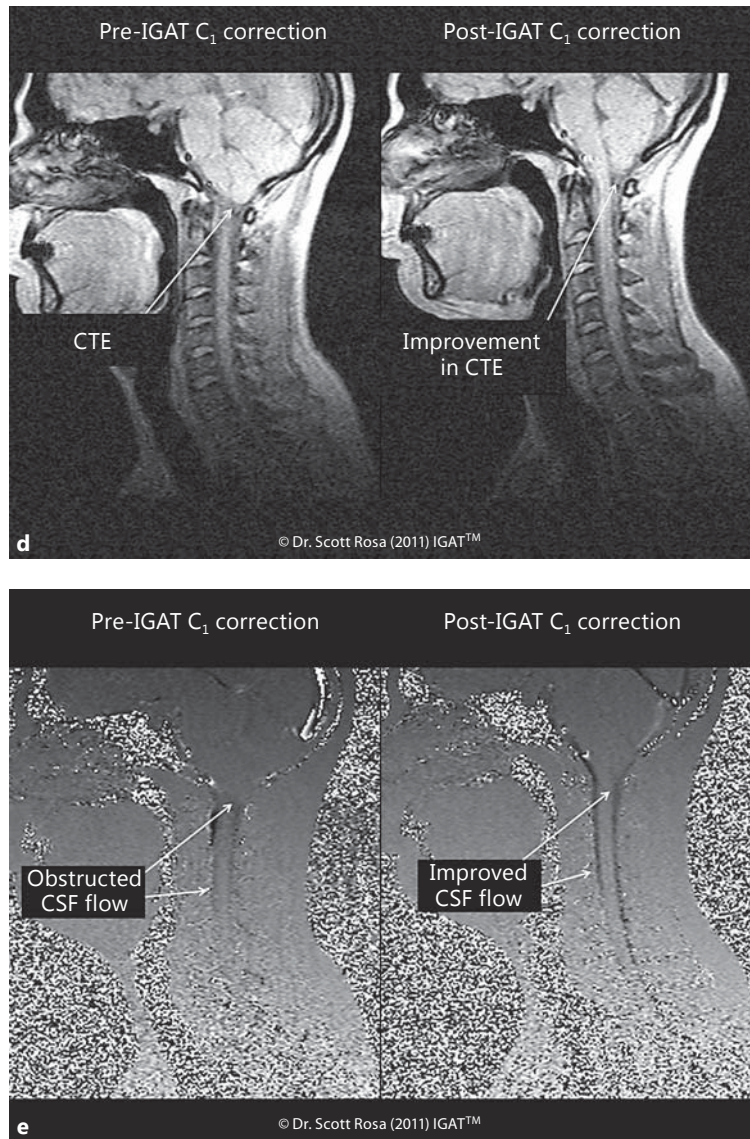 Pre-IGAT C₁ correction
Post-IGAT C₁ correction
CTE
Improvement
in CTE
d
© Dr. Scott Rosa (2011) IGAT™
Pre-IGAT C₁ correction
Post-IGAT C₁ correction
Obstructed
CSF flow
Improved
CSF flow
e
© Dr. Scott Rosa (2011) IGAT™